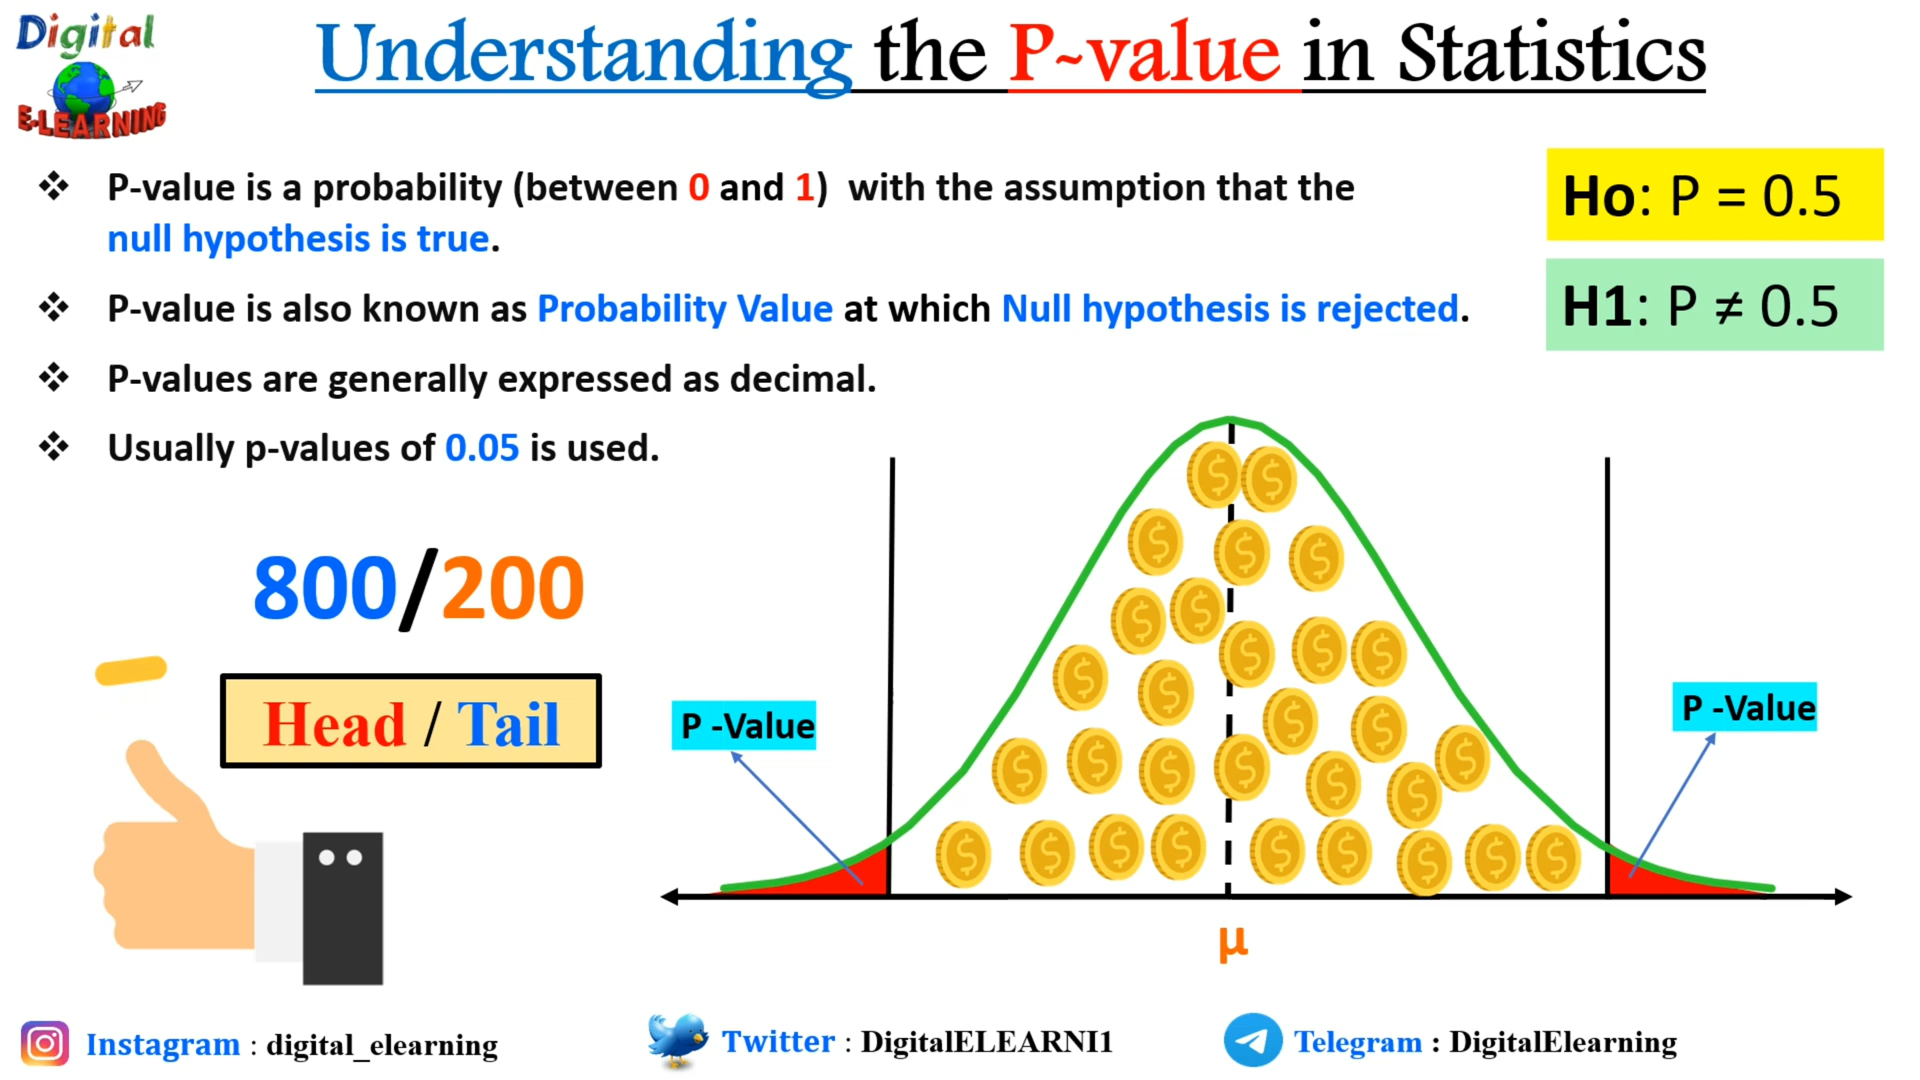 Digital
E-LEARNING
Understanding the P-value in Statistics
❖ P-value is a probability (between 0 and 1) with the assumption that the
null hypothesis is true.
❖ P-value is also known as Probability Value at which Null hypothesis is rejected.
❖ P-values are generally expressed as decimal.
❖ Usually p-values of 0.05 is used.
Ho: P = 0.5
H1: P ≠ 0.5
800/200
Head / Tail
P -Value
P -Value
μ
Instagram : digital_elearning
Twitter : DigitalELEARNI1
Telegram : DigitalElearning